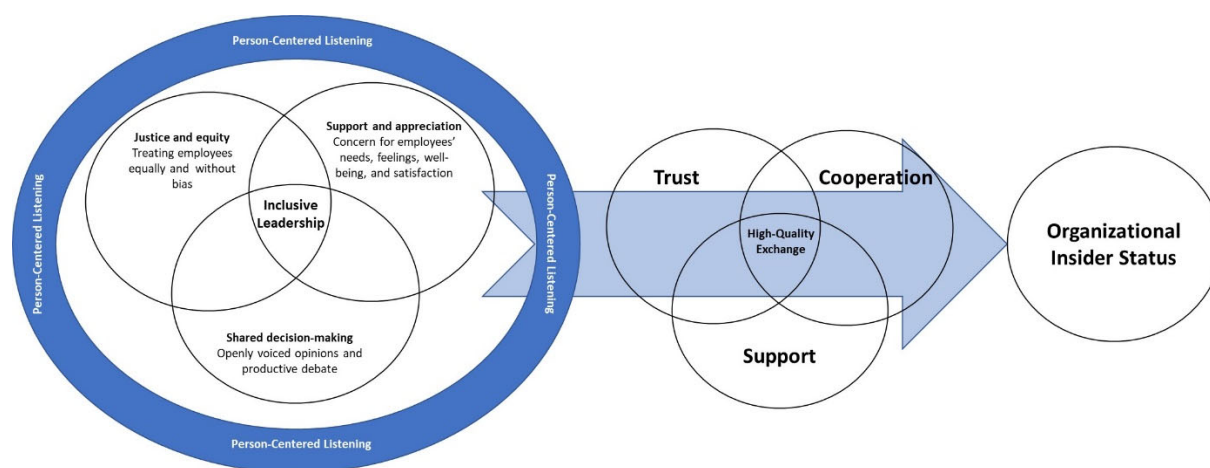 Person-Centered Listening
Person-Centered Listening
Justice and equity
Treating employees
equally and without
bias
Support and appreciation
Concern for employees'
needs, feelings, well-
being, and satisfaction
Inclusive
Leadership
Shared decision-making
Openly voiced opinions and
productive debate
Person-Centered Listening
Person-Centered Listening
Trust
Cooperation
High-Quality
Exchange
Support
Organizational
Insider Status